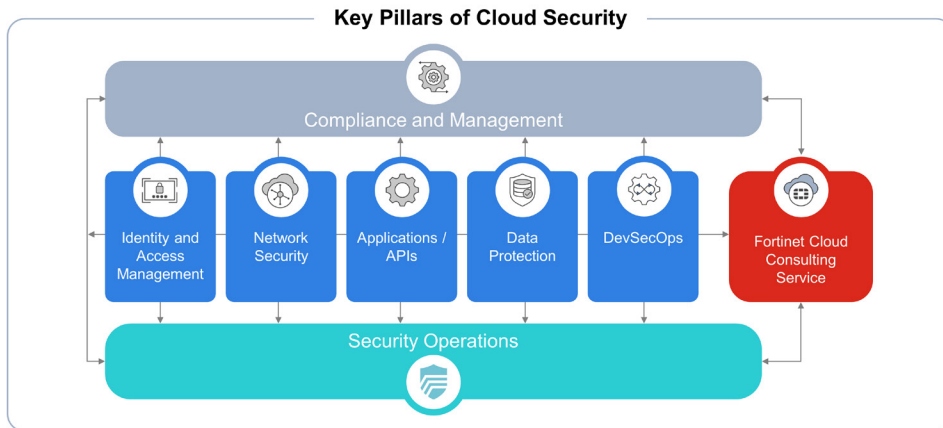 Key Pillars of Cloud Security
Compliance and Management
Identity and
Access
Management
Network
Security
Applications /
APIs
Data
Protection
DevSecOps
Fortinet Cloud
Consulting
Service
Security Operations